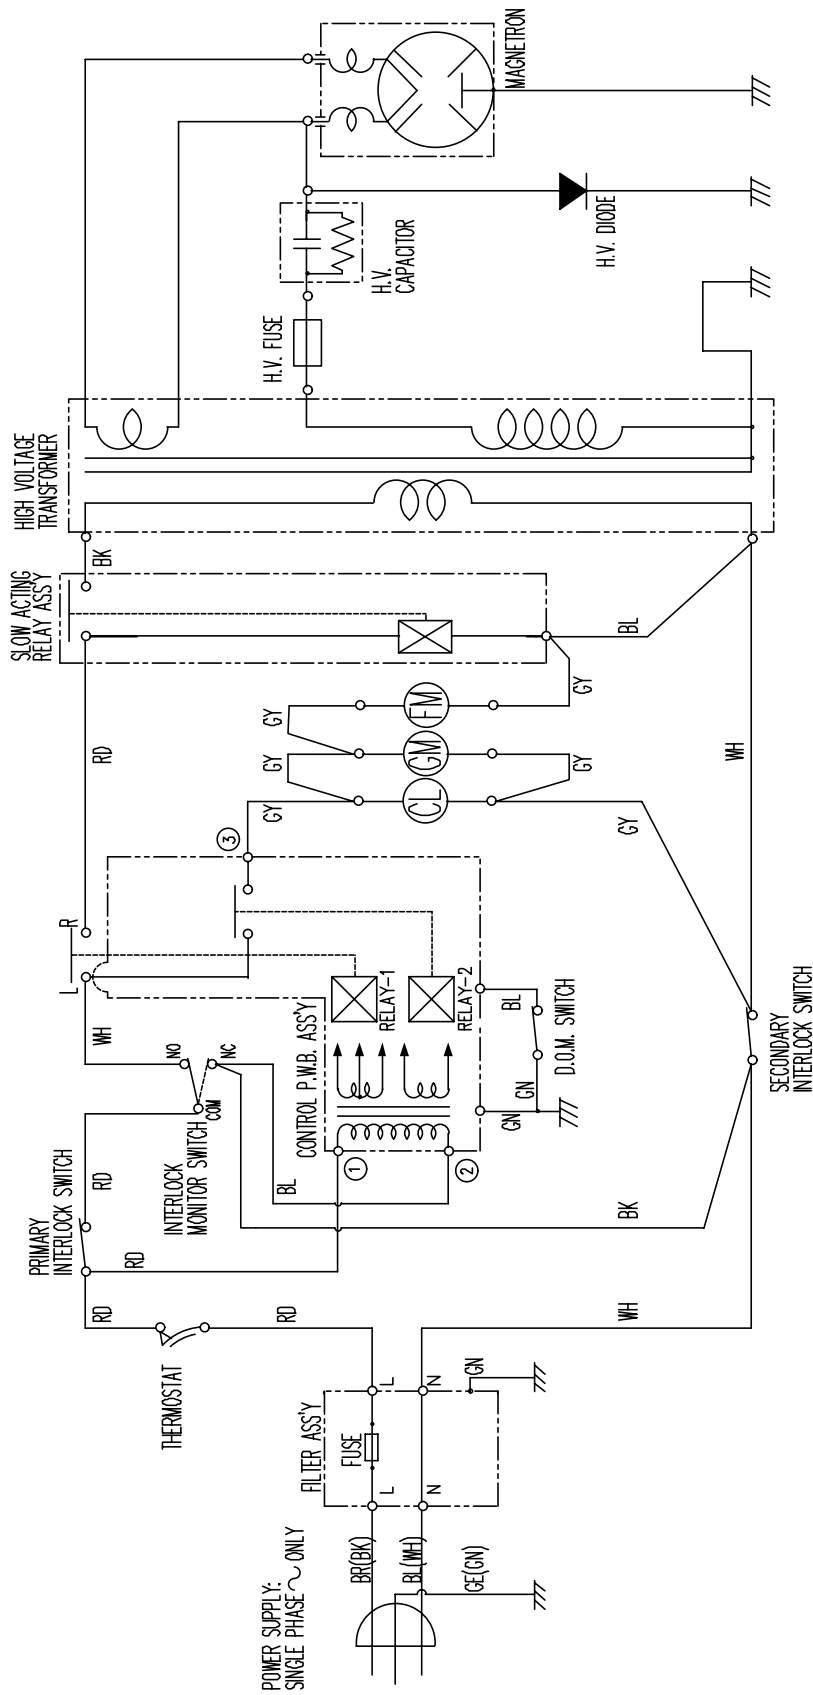 POWER SUPPLY:
SINGLE PHASE ~ ONLY
BR(BK)
BL(WH)
GE(GN)
FILTER ASS'Y
FUSE
L
N
L
N
GN
THERMOSTAT
RD
RD
WH
PRIMARY
INTERLOCK SWITCH
RD
RD
BK
INTERLOCK
MONITOR SWITCH
COM
NO
NC
BL
WH
CONTROL P.W.B. ASS'Y
1
2
3
RELAY-1
RELAY-2
GN
GN
BL
D.O.M. SWITCH
SECONDARY
INTERLOCK SWITCH
L
R
RD
GY
GY
GY
CL
GM
FM
GY
GY
GY
WH
BL
SLOW ACTING
RELAY ASS'Y
BK
HIGH VOLTAGE
TRANSFORMER
H.V. FUSE
H.V.
CAPACITOR
H.V. DIODE
MAGNETRON